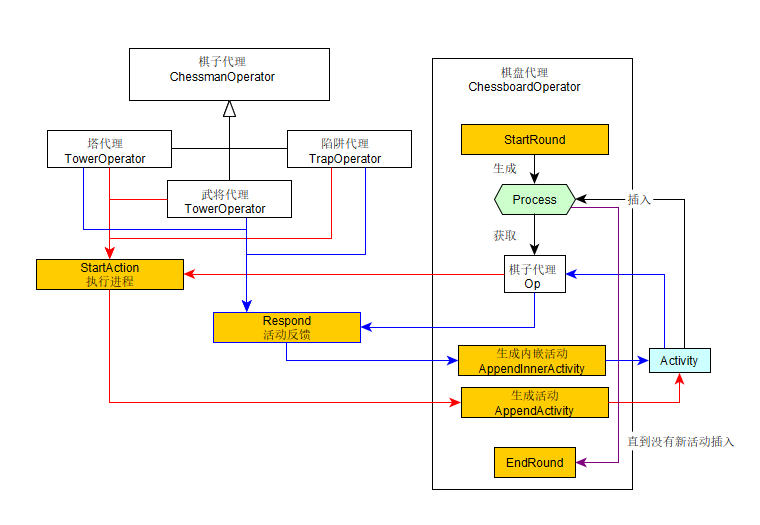 棋子代理
ChessmanOperator
棋盘代理
ChessboardOperator
塔代理
TowerOperator
陷阱代理
TrapOperator
StartRound
生成
武将代理
TowerOperator
Process
插入
获取
StartAction
执行进程
棋子代理
Op
Respond
活动反馈
生成内嵌活动
AppendInnerActivity
Activity
生成活动
AppendActivity
直到没有新活动插入
EndRound